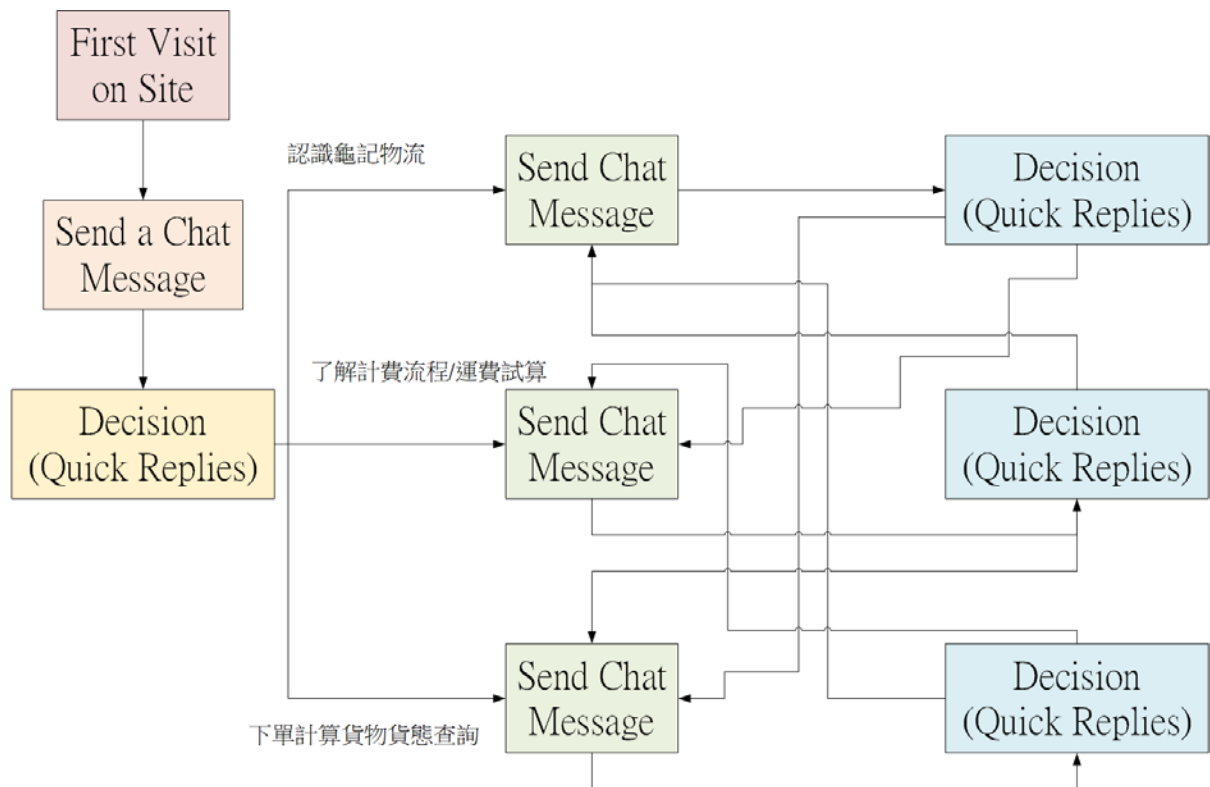 First Visit
on Site
Send a Chat
Message
Decision
(Quick Replies)
認識龜記物流
Send Chat
Message
Decision
(Quick Replies)
了解計費流程/運費試算
Send Chat
Message
Decision
(Quick Replies)
下單計算貨物貨態查詢
Send Chat
Message
Decision
(Quick Replies)